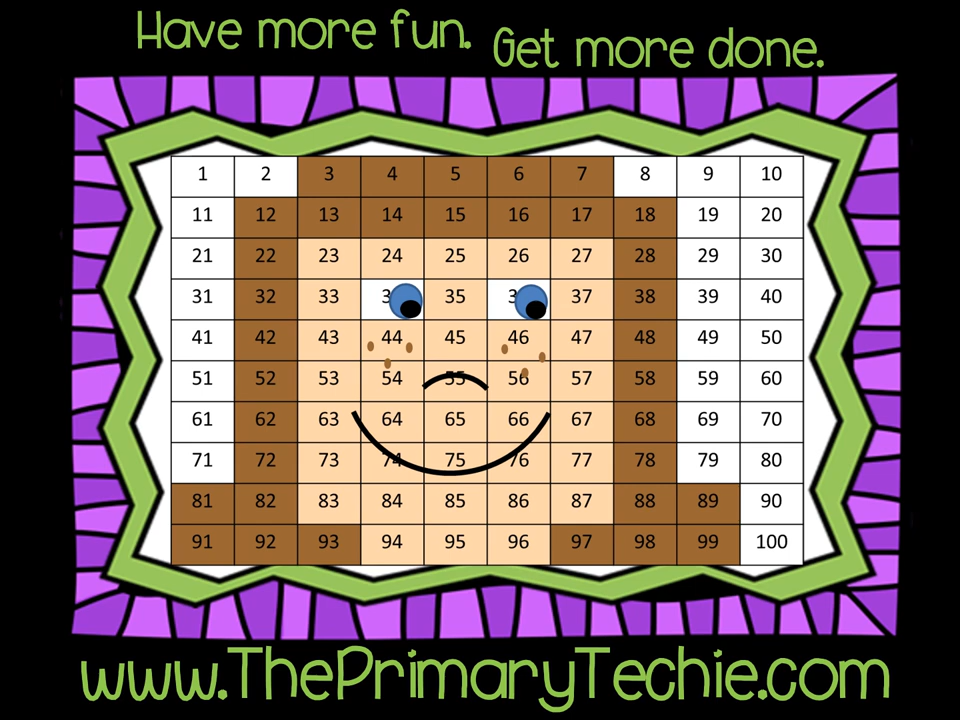 Have more fun. Get more done.
1 2 3 4 5 6 7 8 9 10
11 12 13 14 15 16 17 18 19 20
21 22 23 24 25 26 27 28 29 30
31 32 33 3 35 3 37 38 39 40
41 42 43 44 45 46 47 48 49 50
51 52 53 54 55 56 57 58 59 60
61 62 63 64 65 66 67 68 69 70
71 72 73 74 75 76 77 78 79 80
81 82 83 84 85 86 87 88 89 90
91 92 93 94 95 96 97 98 99 100
www.ThePrimaryTechie.com